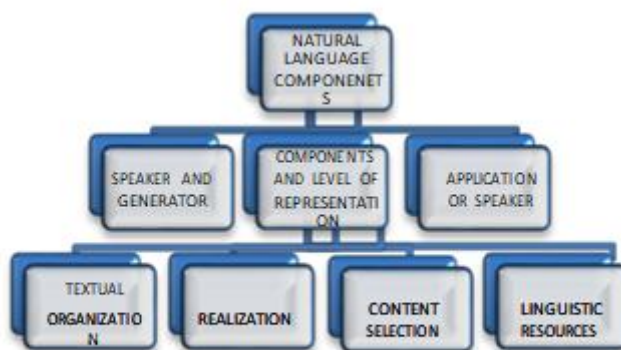 NATURAL
LANGUAGE
COMPONENET
S
SPEAKER AND
GENERATOR
COMPONENTS
AND LEVEL OF
REPRESENTATI
ON
APPLICATION
OR SPEAKER
TEXTUAL
ORGANIZATIO
N
REALIZATION
CONTENT
SELECTION
LINGUISTIC
RESOURCES